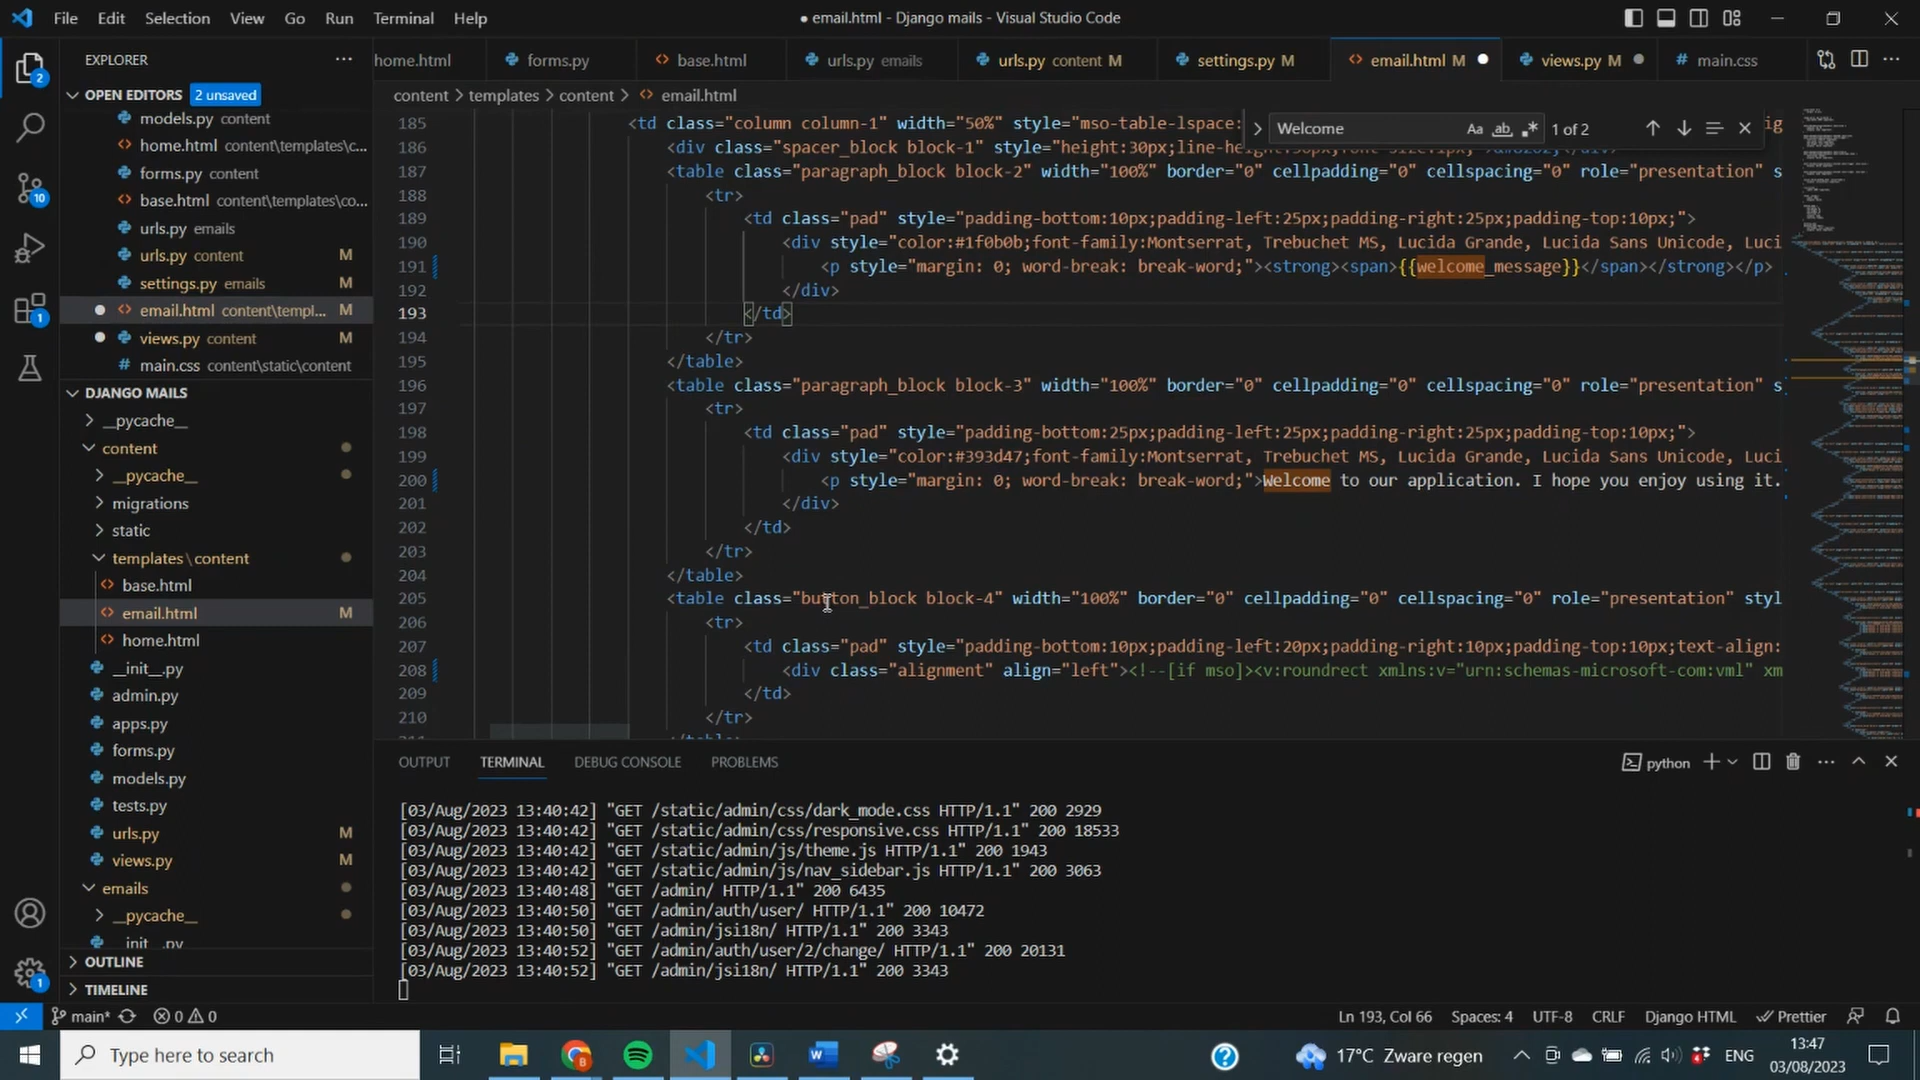 File Edit Selection View Go Run Terminal Help
● email.html - Django mails - Visual Studio Code
EXPLORER
home.html
forms.py
base.html
urls.py emails
urls.py content M
settings.py M
email.html M
views.py M
# main.css
OPEN EDITORS 2 unsaved
content > templates > content > email.html
models.py content
home.html content\templates\c...
forms.py content
base.html content\templates\co...
urls.py emails
urls.py content M
settings.py emails M
email.html content\templ... M
views.py content M
# main.css content\static\content
DJANGO MAILS
__pycache__
content
__pycache__
migrations
static
templates\content
base.html
email.html M
home.html
__init__.py
admin.py
apps.py
forms.py
models.py
tests.py
urls.py M
views.py M
emails
__pycache__
__init__.py
OUTLINE
TIMELINE
Welcome Aa ab .* 1 of 2
185 <td class="column column-1" width="50%" style="mso-table-lspace:
186 <div class="spacer_block block-1" style="height:30px;line-
187 <table class="paragraph_block block-2" width="100%" border="0" cellpadding="0" cellspacing="0" role="presentation" s
188 <tr>
189 <td class="pad" style="padding-bottom:10px;padding-left:25px;padding-right:25px;padding-top:10px;">
190 <div style="color:#1f0b0b;font-family:Montserrat, Trebuchet MS, Lucida Grande, Lucida Sans Unicode, Luci
191 <p style="margin: 0; word-break: break-word;"><strong><span>{{welcome_message}}</span></strong></p>
192 </div>
193 </td>
194 </tr>
195 </table>
196 <table class="paragraph_block block-3" width="100%" border="0" cellpadding="0" cellspacing="0" role="presentation" s
197 <tr>
198 <td class="pad" style="padding-bottom:25px;padding-left:25px;padding-right:25px;padding-top:10px;">
199 <div style="color:#393d47;font-family:Montserrat, Trebuchet MS, Lucida Grande, Lucida Sans Unicode, Luci
200 <p style="margin: 0; word-break: break-word;">Welcome to our application. I hope you enjoy using it.
201 </div>
202 </td>
203 </tr>
204 </table>
205 <table class="button_block block-4" width="100%" border="0" cellpadding="0" cellspacing="0" role="presentation" styl
206 <tr>
207 <td class="pad" style="padding-bottom:10px;padding-left:20px;padding-right:10px;padding-top:10px;text-align:
208 <div class="alignment" align="left"><!--[if mso]><v:roundrect xmlns:v="urn:schemas-microsoft-com:vml" xm
209 </td>
210 </tr>
OUTPUT TERMINAL DEBUG CONSOLE PROBLEMS
python
[03/Aug/2023 13:40:42] "GET /static/admin/css/dark_mode.css HTTP/1.1" 200 2929
[03/Aug/2023 13:40:42] "GET /static/admin/css/responsive.css HTTP/1.1" 200 18533
[03/Aug/2023 13:40:42] "GET /static/admin/js/theme.js HTTP/1.1" 200 1943
[03/Aug/2023 13:40:42] "GET /static/admin/js/nav_sidebar.js HTTP/1.1" 200 3063
[03/Aug/2023 13:40:48] "GET /admin/ HTTP/1.1" 200 6435
[03/Aug/2023 13:40:50] "GET /admin/auth/user/ HTTP/1.1" 200 10472
[03/Aug/2023 13:40:50] "GET /admin/jsi18n/ HTTP/1.1" 200 3343
[03/Aug/2023 13:40:52] "GET /admin/auth/user/2/change/ HTTP/1.1" 200 20131
[03/Aug/2023 13:40:52] "GET /admin/jsi18n/ HTTP/1.1" 200 3343
main* 0 0
Ln 193, Col 66 Spaces: 4 UTF-8 CRLF Django HTML Prettier
Type here to search
17°C Zware regen
ENG
13:47
03/08/2023